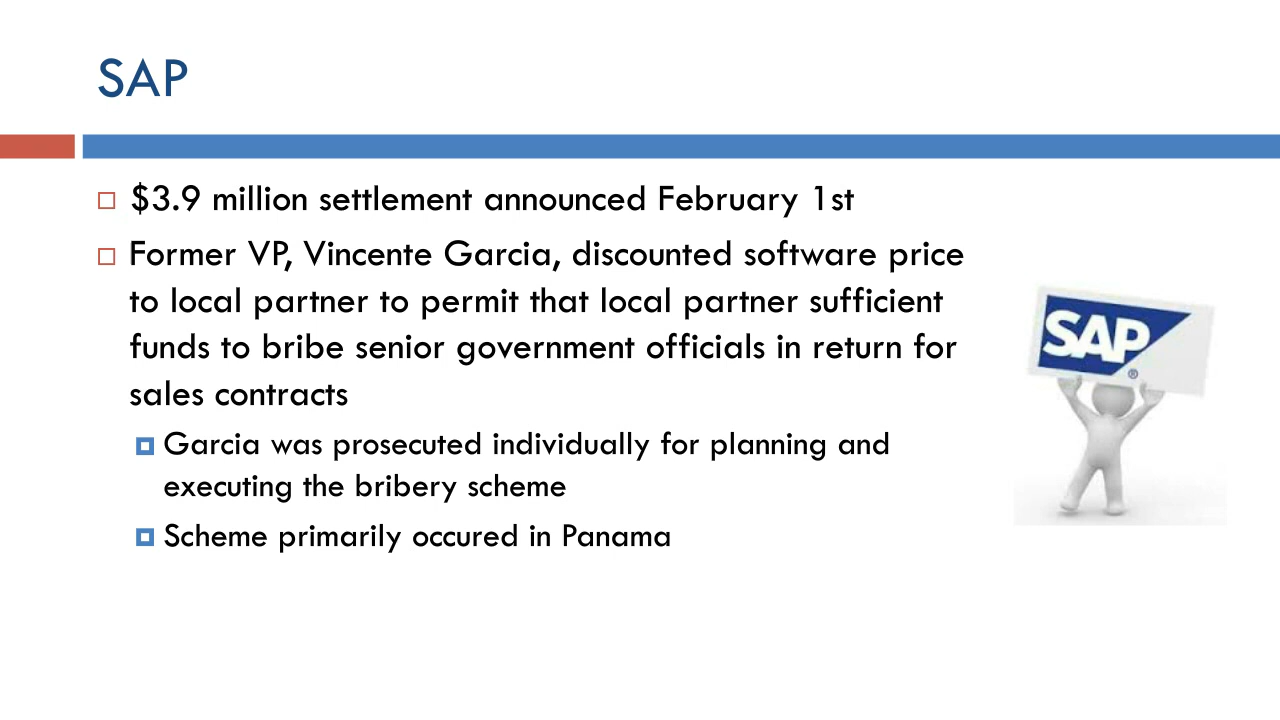 SAP
$3.9 million settlement announced February 1st
Former VP, Vincente Garcia, discounted software price
to local partner to permit that local partner sufficient
funds to bribe senior government officials in return for
sales contracts
Garcia was prosecuted individually for planning and
executing the bribery scheme
Scheme primarily occured in Panama
SAP
®